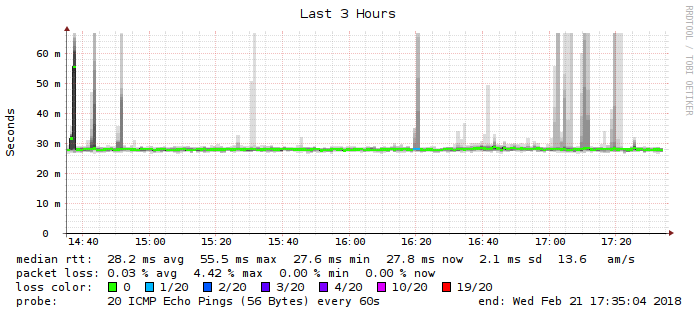 Last 3 Hours
RRDTOOL / TOBI OETIKER
Seconds
60 m
50 m
40 m
30 m
20 m
10 m
0
14:40 15:00 15:20 15:40 16:00 16:20 16:40 17:00 17:20
median rtt: 28.2 ms avg 55.5 ms max 27.6 ms min 27.8 ms now 2.1 ms sd 13.6 am/s
packet loss: 0.03 % avg 4.42 % max 0.00 % min 0.00 % now
loss color: 0 1/20 2/20 3/20 4/20 10/20 19/20
probe: 20 ICMP Echo Pings (56 Bytes) every 60s end: Wed Feb 21 17:35:04 2018